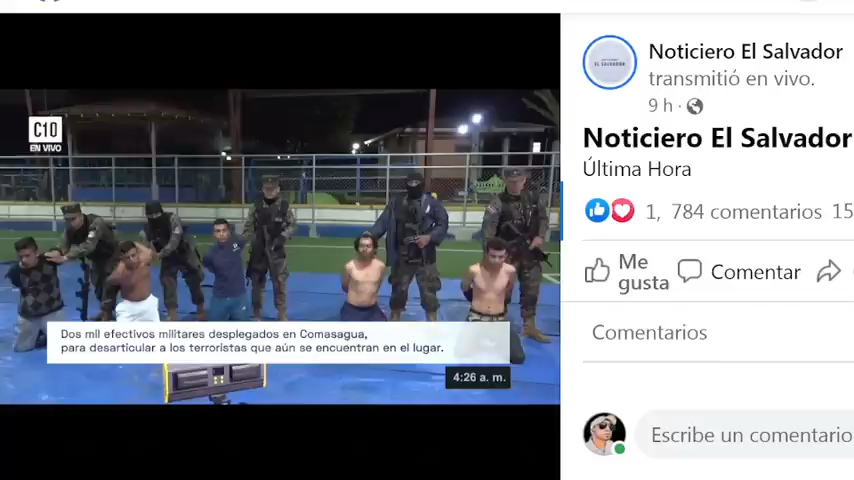 C10
EN VIVO
Dos mil efectivos militares desplegados en Comasagua,
para desarticular a los terroristas que aún se encuentran en el lugar.
4:26 a. m.
EL SALVADOR
Noticiero El Salvador
transmitió en vivo.
9 h ·
Noticiero El Salvador
Última Hora
1, 784 comentarios 15
Me gusta
Comentar
Comentarios
Escribe un comentario